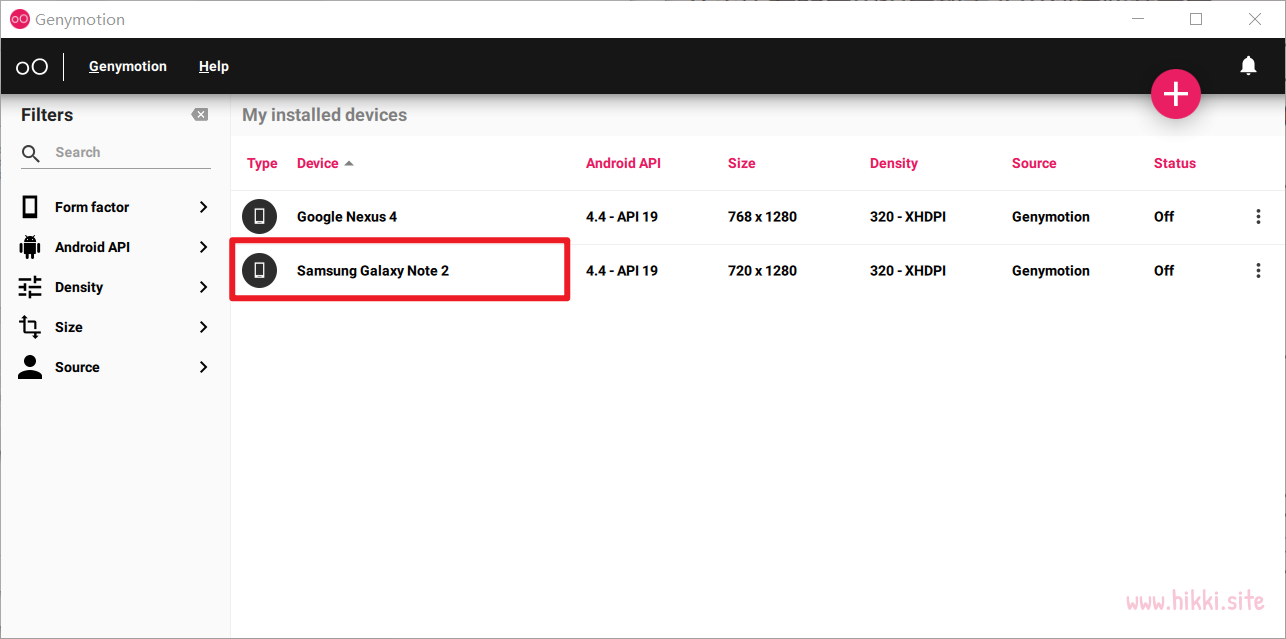 Genymotion
Genymotion Help
Filters
Search
Form factor
Android API
Density
Size
Source
My installed devices
Type Device Android API Size Density Source Status
Google Nexus 4 4.4 - API 19 768 x 1280 320 - XHDPI Genymotion Off
Samsung Galaxy Note 2 4.4 - API 19 720 x 1280 320 - XHDPI Genymotion Off
www.hikki.site